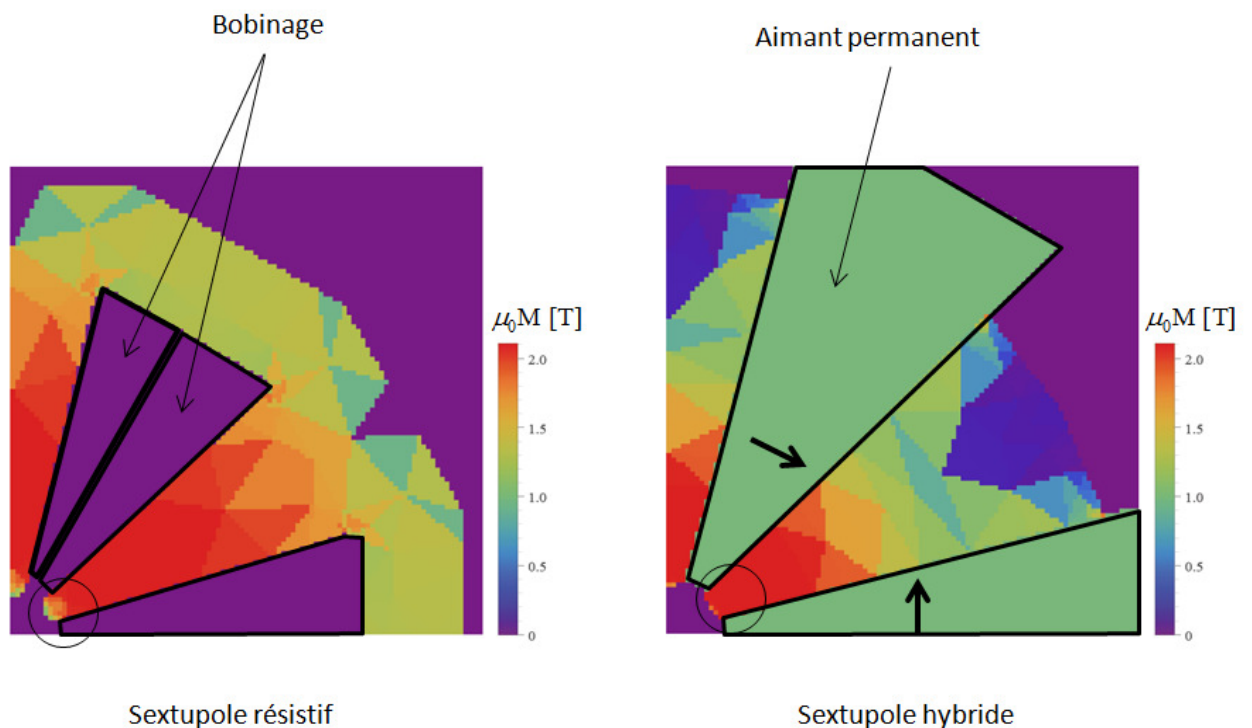 Bobinage
Aimant permanent
μ₀M [T]
2.0
1.5
1.0
0.5
0
μ₀M [T]
2.0
1.5
1.0
0.5
0
Sextupole résistif
Sextupole hybride